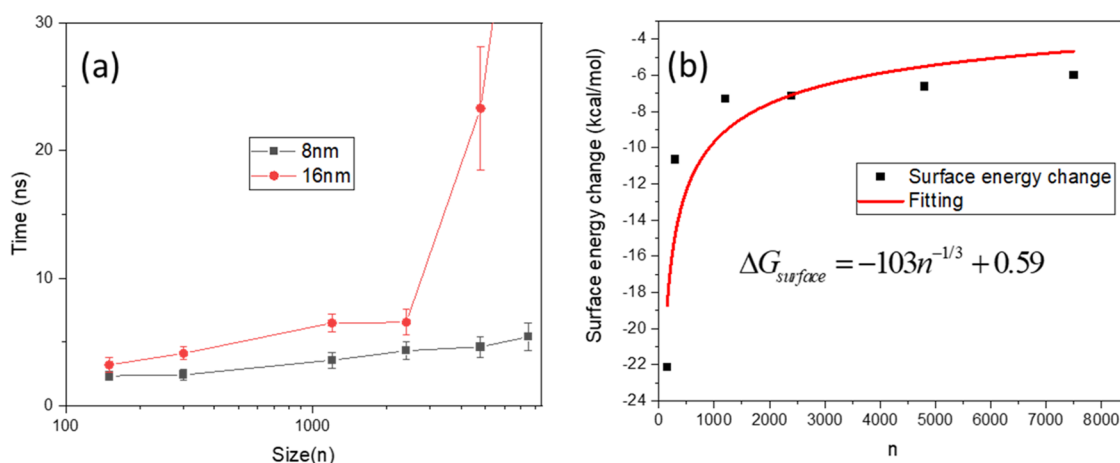 (a)
30
20
10
0
Time (ns)
8nm
16nm
100
1000
Size(n)
(b)
-4
-6
-8
-10
-12
-14
-16
-18
-20
-22
-24
Surface energy change (kcal/mol)
Surface energy change
Fitting
ΔG_surface = −103n^{−1/3} + 0.59
0
1000
2000
3000
4000
5000
6000
7000
8000
n